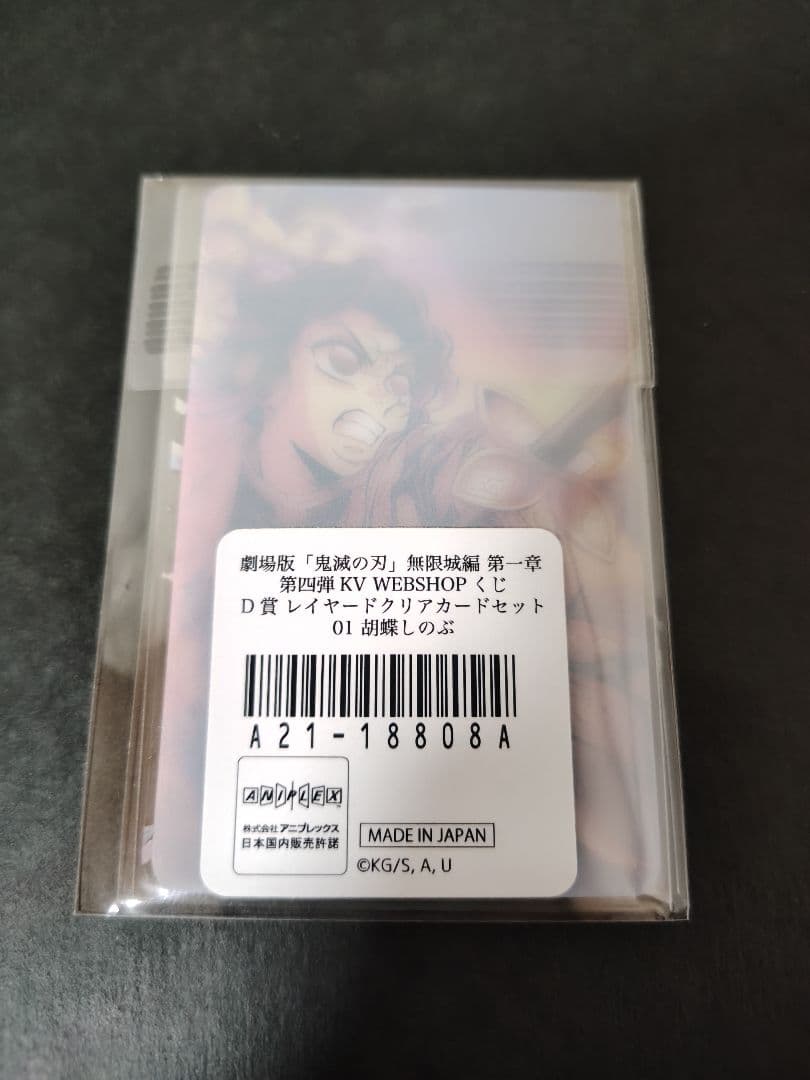 劇場版「鬼滅の刃」無限城編 第一章
第四弾 KV WEBSHOP くじ
D 賞 レイヤードクリアカードセット
01 胡蝶しのぶ
A21-18808A
ANIPLEX
株式会社アニプレックス
日本国内販売許諾
MADE IN JAPAN
©KG/S, A, U